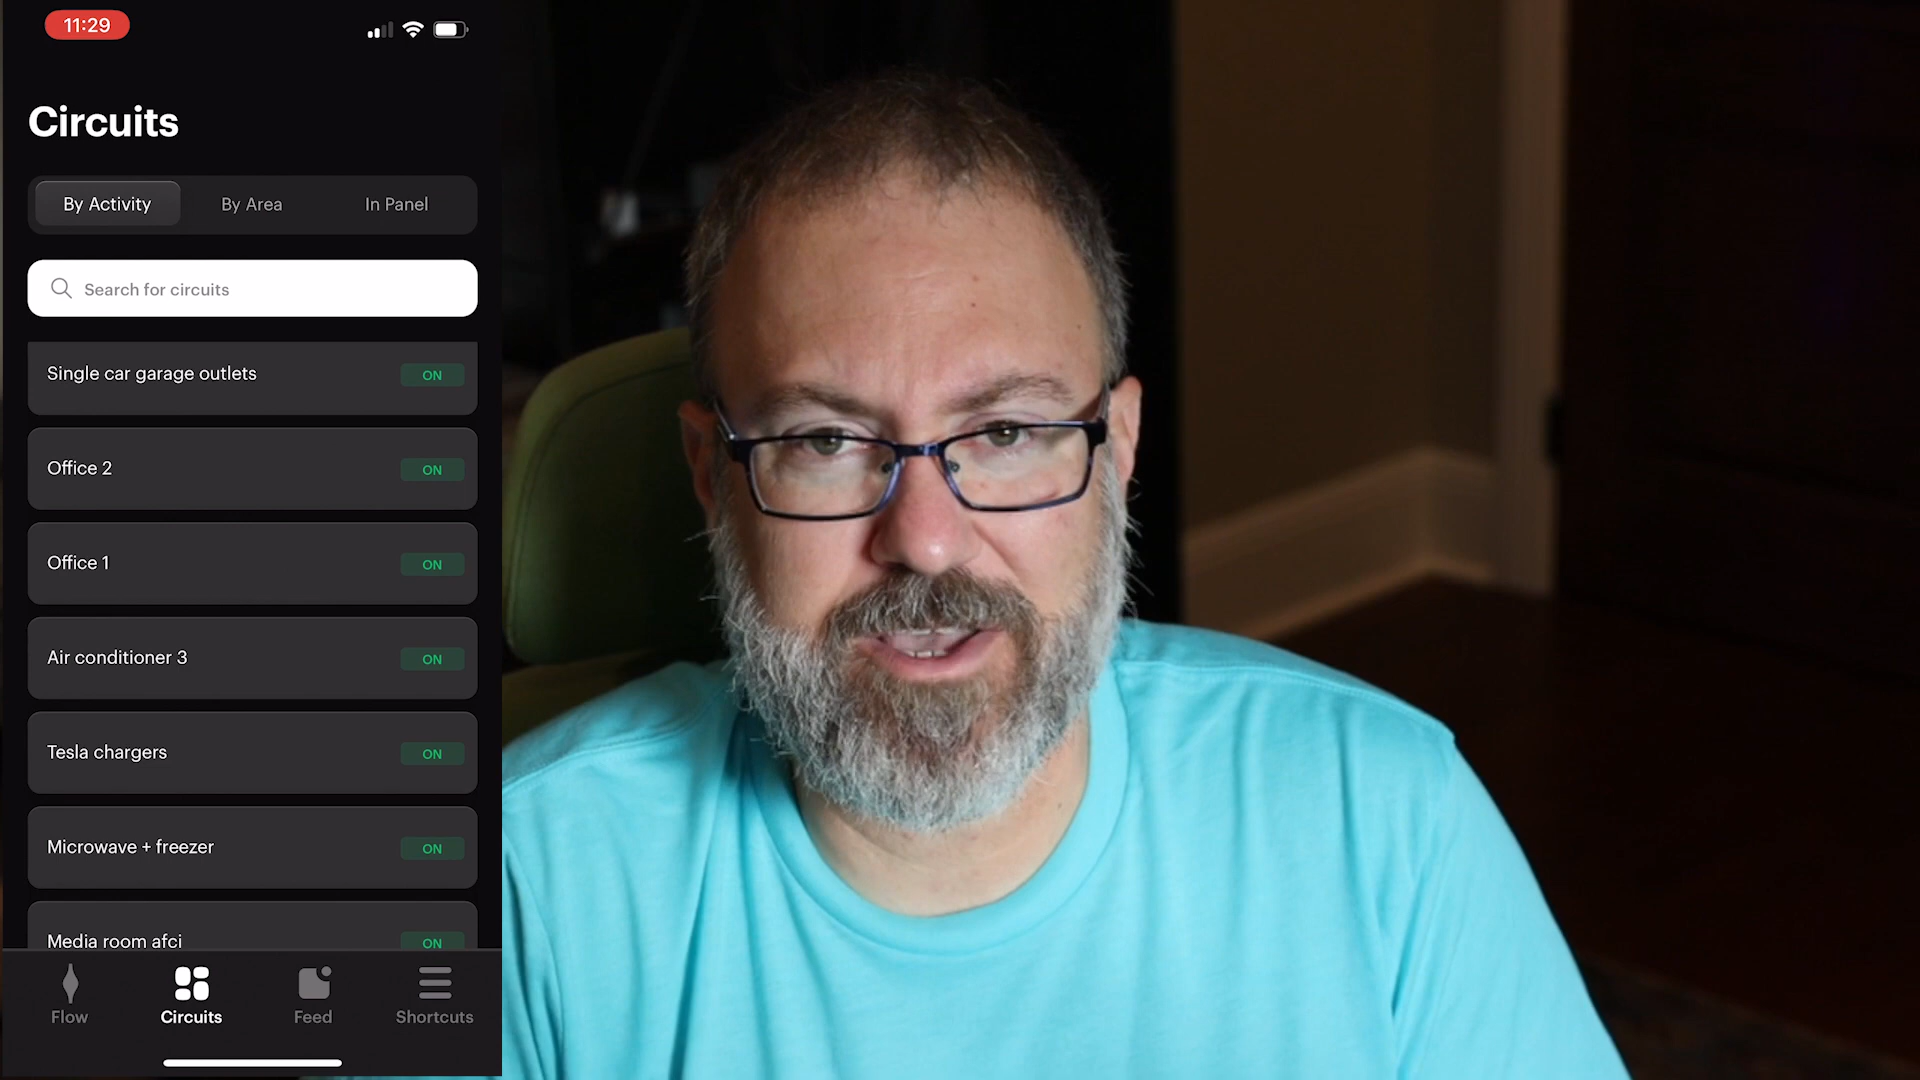 11:29
Circuits
By Activity By Area In Panel
Search for circuits
Single car garage outlets ON
Office 2 ON
Office 1 ON
Air conditioner 3 ON
Tesla chargers ON
Microwave + freezer ON
Media room afci ON
Flow Circuits Feed Shortcuts